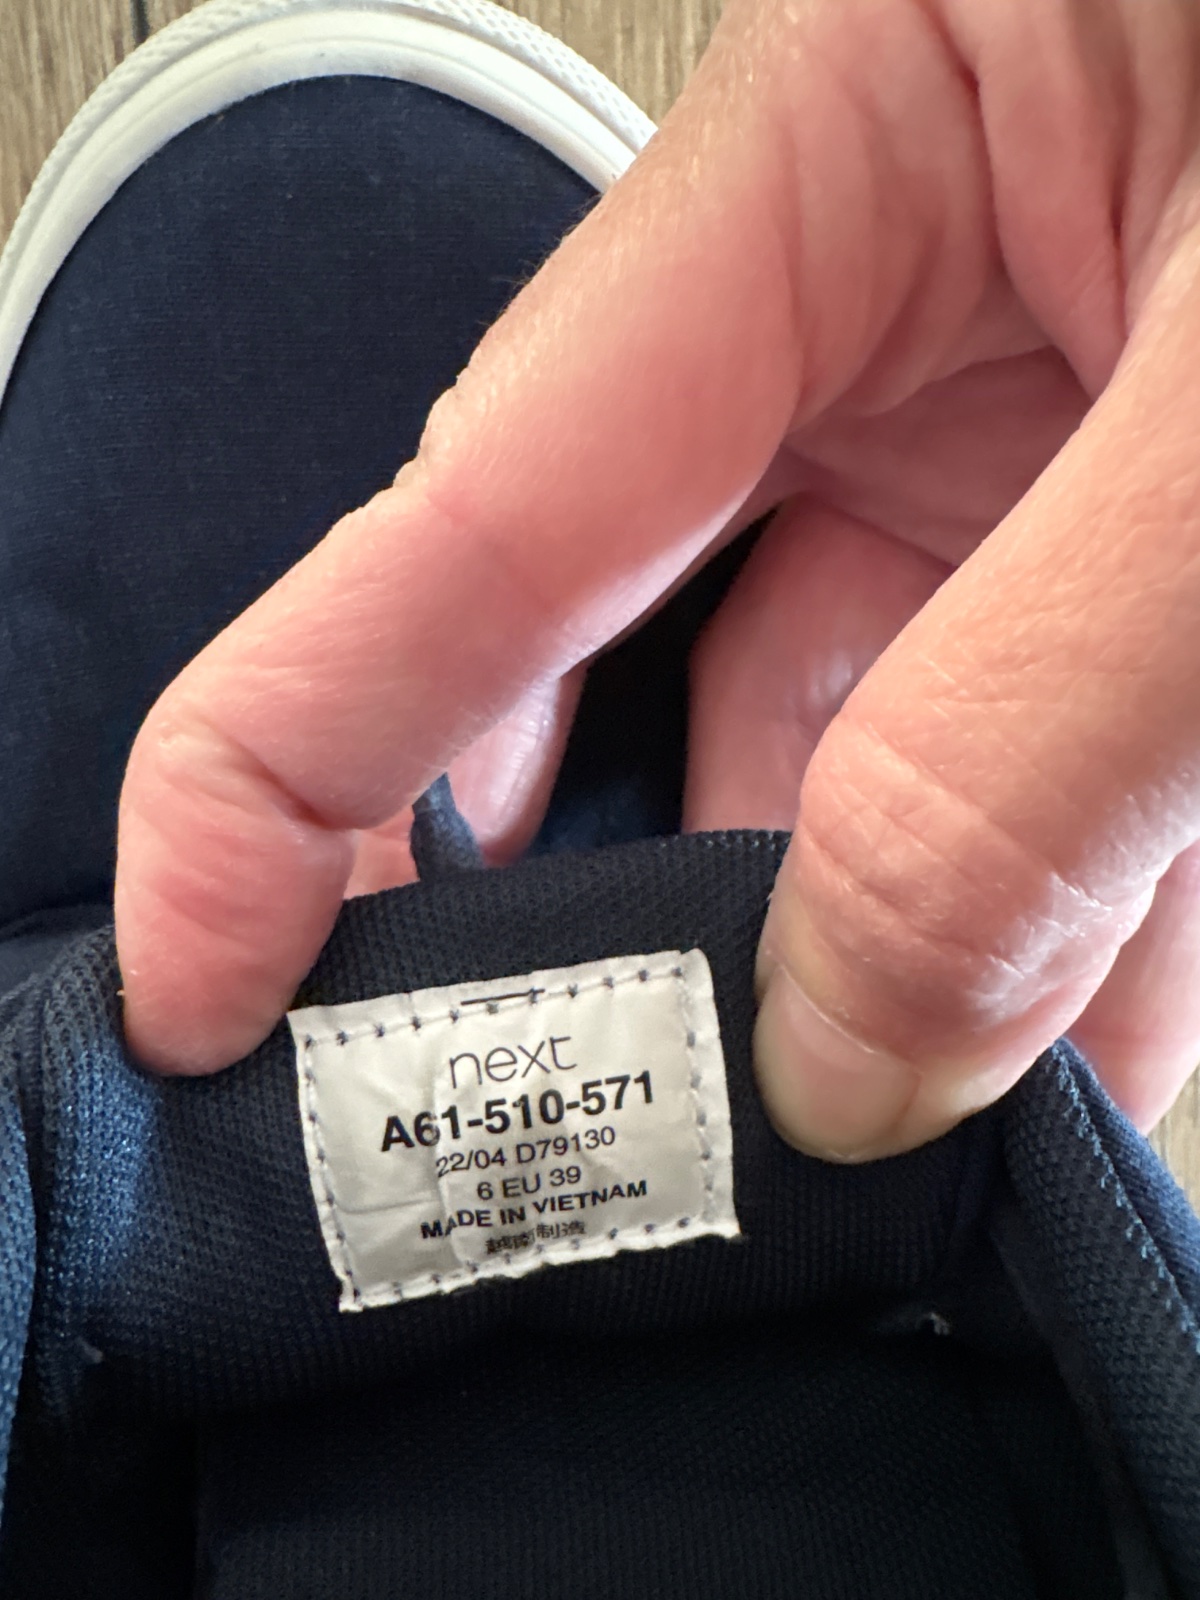 next
A61-510-571
22/04 D79130
6 EU 39
MADE IN VIETNAM
越南制造